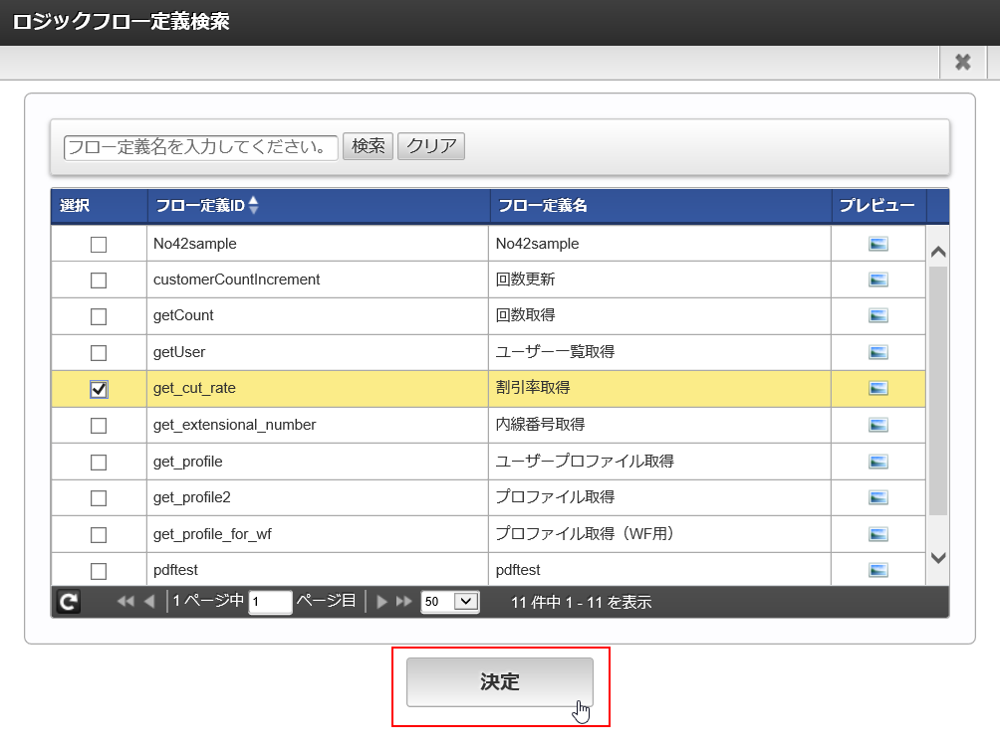 ロジックフロー定義検索
フロー定義名を入力してください。 検索 クリア
選択 フロー定義ID フロー定義名 プレビュー
No42sample No42sample
customerCountIncrement 回数更新
getCount 回数取得
getUser ユーザー一覧取得
get_cut_rate 割引率取得
get_extensional_number 内線番号取得
get_profile ユーザープロファイル取得
get_profile2 プロファイル取得
get_profile_for_wf プロファイル取得（WF用）
pdftest pdftest
1 ページ中 1 ページ目 50 11 件中 1 - 11 を表示
決定